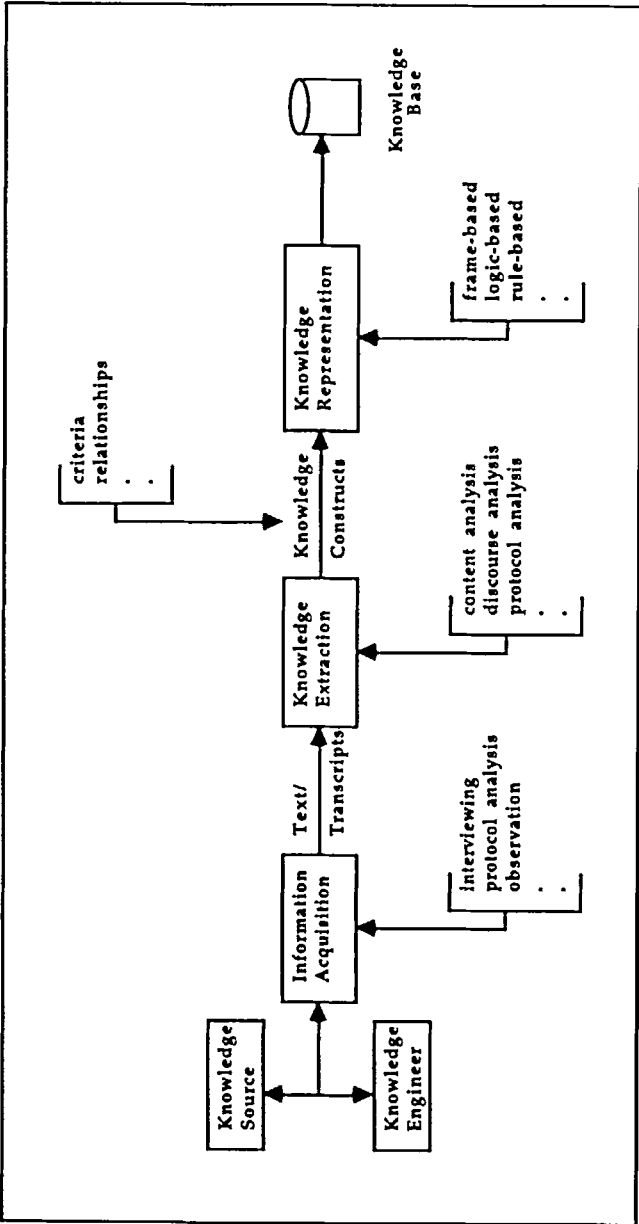 Knowledge
Source
Knowledge
Engineer
Information
Acquisition
Text/
Transcripts
Knowledge
Extraction
Knowledge
Constructs
Knowledge
Representation
Knowledge
Base
criteria
relationships
. .
interviewing
protocol analysis
observation
. .
content analysis
discourse analysis
protocol analysis
. .
frame-based
logic-based
rule-based
. .